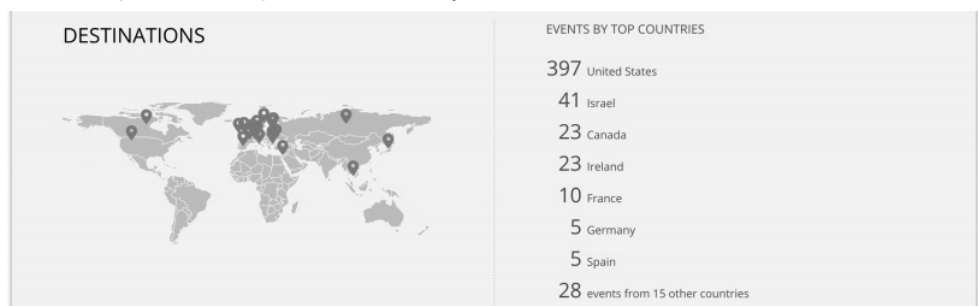 DESTINATIONS
EVENTS BY TOP COUNTRIES
397 United States
41 Israel
23 Canada
23 Ireland
10 France
5 Germany
5 Spain
28 events from 15 other countries